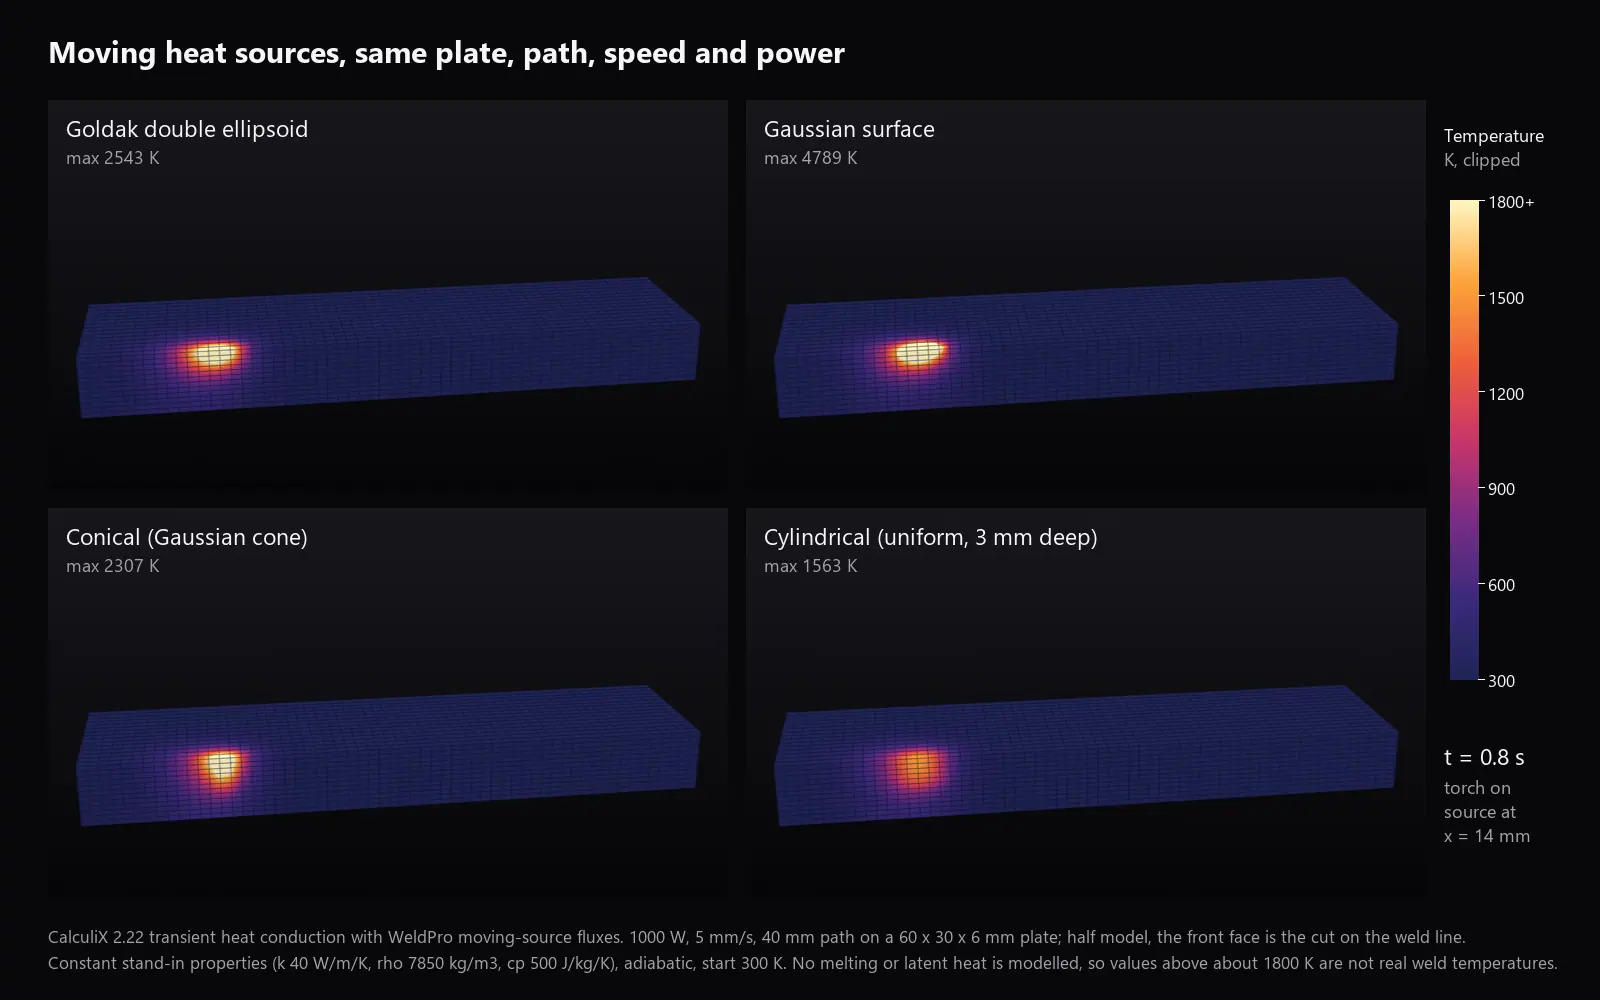 Moving heat sources, same plate, path, speed and power
Goldak double ellipsoid
max 2543 K
Gaussian surface
max 4789 K
Temperature
K, clipped
1800+
1500
1200
900
600
300
Conical (Gaussian cone)
max 2307 K
Cylindrical (uniform, 3 mm deep)
max 1563 K
t = 0.8 s
torch on
source at
x = 14 mm
CalculiX 2.22 transient heat conduction with WeldPro moving-source fluxes. 1000 W, 5 mm/s, 40 mm path on a 60 x 30 x 6 mm plate; half model, the front face is the cut on the weld line.
Constant stand-in properties (k 40 W/m/K, rho 7850 kg/m3, cp 500 J/kg/K), adiabatic, start 300 K. No melting or latent heat is modelled, so values above about 1800 K are not real weld temperatures.